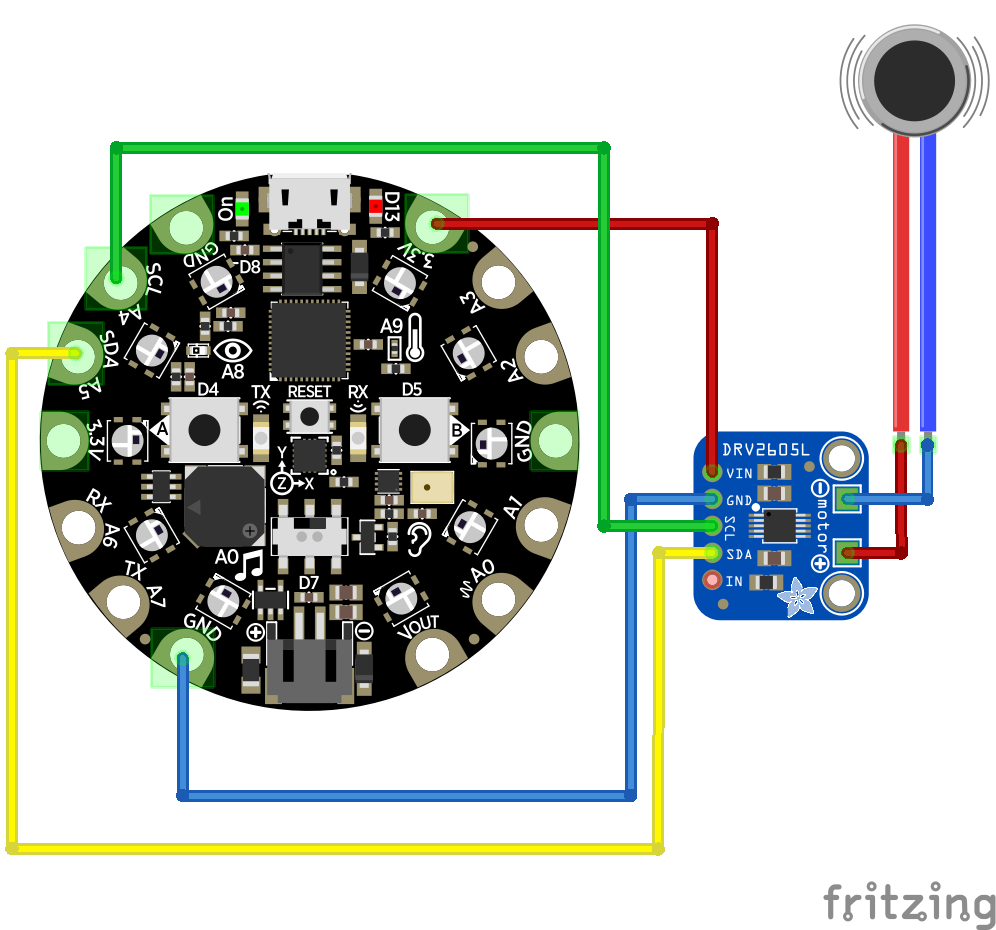 On
D13
GND
3.3V
D8
SCL
A4
A3
SDA
A5
A8
A9
A2
D4
TX
RESET
RX
D5
A
B
3.3V
GND
Y
Z
X
RX
A6
A1
A0
TX
A7
D7
A0
GND
VOUT
+
-
DRV2605L
VIN
GND
SCL
SDA
IN
- motor +
fritzing